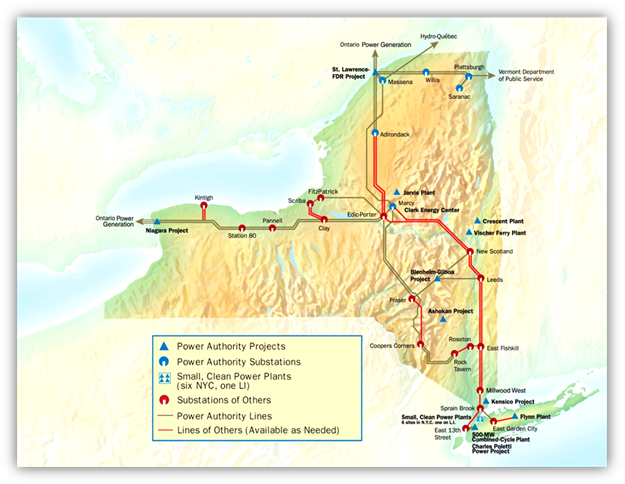 Hydro-Québec
Ontario Power Generation
St. Lawrence-
FDR Project
Massena
Willis
Plattsburgh
Saranac
Vermont Department
of Public Service
Adirondack
Jarvis Plant
Marcy
Clark Energy Center
FitzPatrick
Scriba
Edic-Porter
Kintigh
Clay
Ontario Power
Generation
Niagara Project
Station 80
Pannell
Crescent Plant
Vischer Ferry Plant
New Scotland
Blenheim-Gilboa
Project
Leeds
Fraser
Ashokan Project
Coopers Corners
Roseton
East Fishkill
Rock
Tavern
Millwood West
Kensico Project
Sprain Brook
Small, Clean Power Plants
6 sites in N.Y.C. one on L.I.
Flynn Plant
East Garden City
East 13th
Street
500-MW
Combined-Cycle Plant
Charles Poletti
Power Project
Power Authority Projects
Power Authority Substations
Small, Clean Power Plants
(six NYC, one LI)
Substations of Others
Power Authority Lines
Lines of Others (Available as Needed)